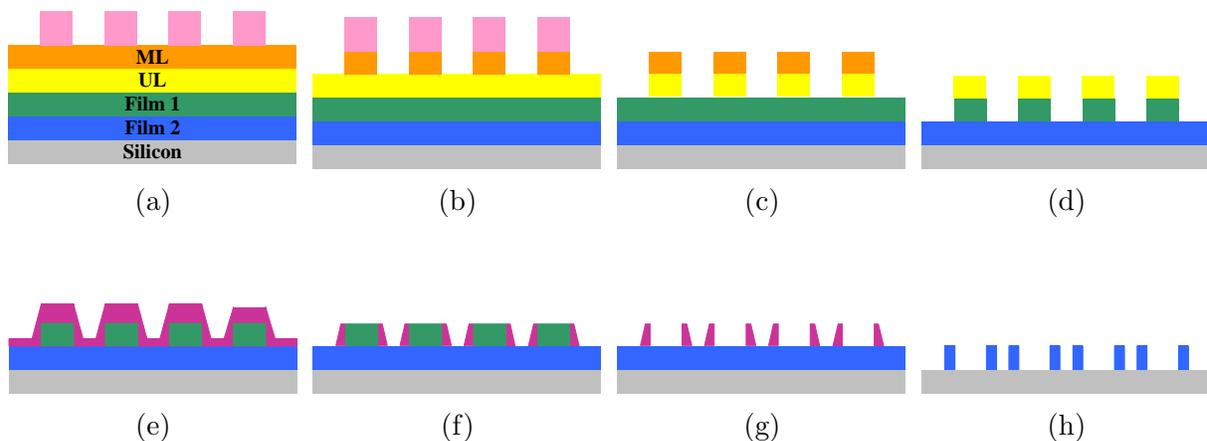 ML
UL
Film 1
Film 2
Silicon
(a)
(b)
(c)
(d)
(e)
(f)
(g)
(h)